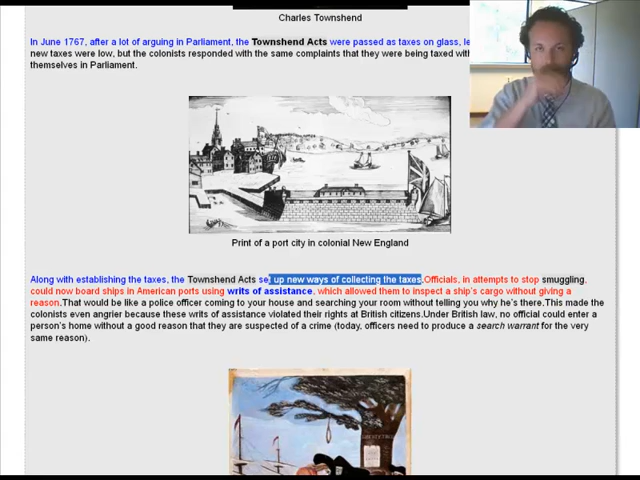 Charles Townshend
In June 1767, after a lot of arguing in Parliament, the Townshend Acts were passed as taxes on glass, le
new taxes were low, but the colonists responded with the same complaints that they were being taxed wit
themselves in Parliament.
Print of a port city in colonial New England
Along with establishing the taxes, the Townshend Acts set up new ways of collecting the taxes.Officials, in attempts to stop smuggling,
could now board ships in American ports using writs of assistance, which allowed them to inspect a ship's cargo without giving a
reason.That would be like a police officer coming to your house and searching your room without telling you why he's there.This made the
colonists even angrier because these writs of assistance violated their rights at British citizens.Under British law, no official could enter a
person's home without a good reason that they are suspected of a crime (today, officers need to produce a search warrant for the very
same reason).